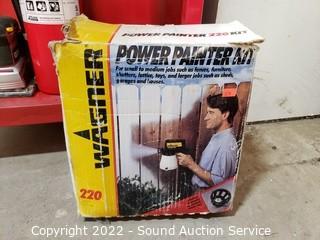 POWER PAINTER 220 KIT
POWER PAINTER KIT
For small to medium jobs such as fences, furniture,
shutters, lattice, toys, and larger jobs such as sheds,
garages and houses.
WAGNER
220
Copyright 2022 - Sound Auction Service